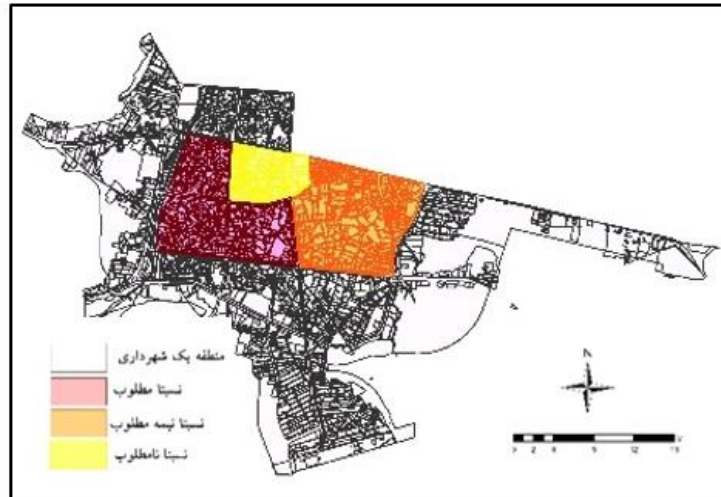 منطقه یک شهرداری
نسبتا مطلوب
نسبتا نیمه مطلوب
نسبتا نامطلوب
N